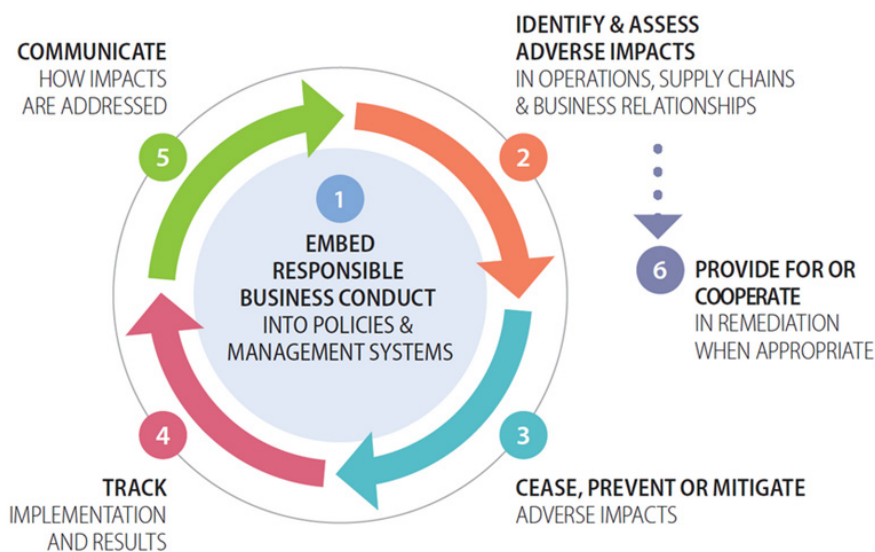 1
EMBED
RESPONSIBLE
BUSINESS CONDUCT
INTO POLICIES &
MANAGEMENT SYSTEMS
2
IDENTIFY & ASSESS
ADVERSE IMPACTS
IN OPERATIONS, SUPPLY CHAINS
& BUSINESS RELATIONSHIPS
3
CEASE, PREVENT OR MITIGATE
ADVERSE IMPACTS
4
TRACK
IMPLEMENTATION
AND RESULTS
5
COMMUNICATE
HOW IMPACTS
ARE ADDRESSED
6
PROVIDE FOR OR
COOPERATE
IN REMEDIATION
WHEN APPROPRIATE